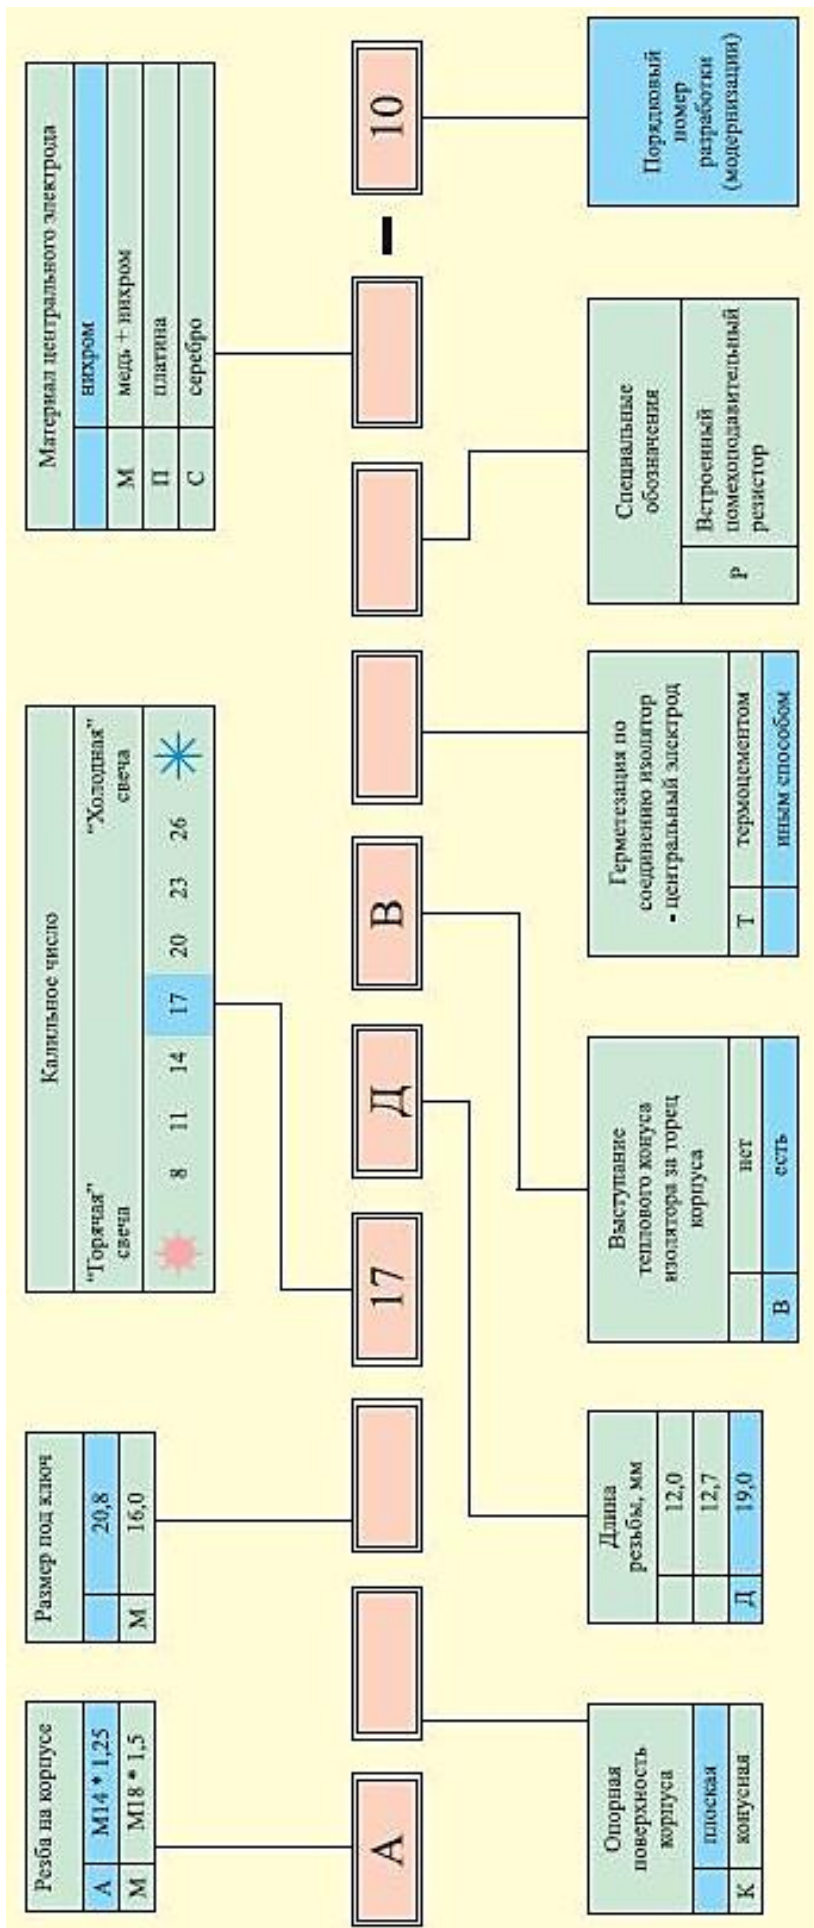 Резба на корпусе
А М14 * 1,25
М М18 * 1,5
Размер под ключ
20,8
М 16,0
Калильное число
"Горячая"
свеча
"Холодная"
свеча
8 11 14 17 20 23 26
Материал центрального электрода
нихром
М медь + нихром
П платина
С серебро
А 17 Д В - 10
Опорная
поверхность
корпуса
плоская
К конусная
Длина
резьбы, мм
12,0
12,7
Д 19,0
Выступание
теплового конуса
изолятора за торец
корпуса
нет
В есть
Герметезация по
соединению изолятор
- центральный электрод
Т термоцементом
иным способом
Специальные
обозначения
Р Встроенный
помехоподавительный
резистор
Порядковый
номер
разработки
(модернизации)